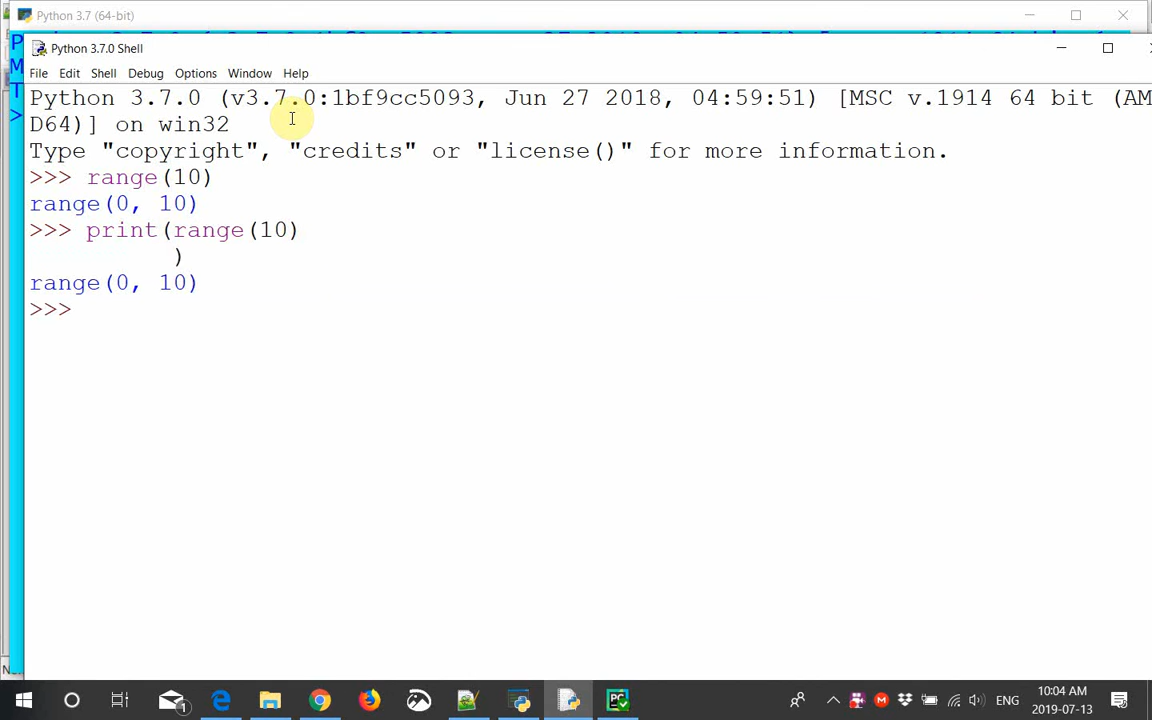 Python 3.7 (64-bit)
Python 3.7.0 Shell
File Edit Shell Debug Options Window Help
P
M
T
>
Python 3.7.0 (v3.7.0:1bf9cc5093, Jun 27 2018, 04:59:51) [MSC v.1914 64 bit (AM
D64)] on win32
Type "copyright", "credits" or "license()" for more information.
>>> range(10)
range(0, 10)
>>> print(range(10)
)
range(0, 10)
>>>
N
1
PC
ENG
10:04 AM
2019-07-13